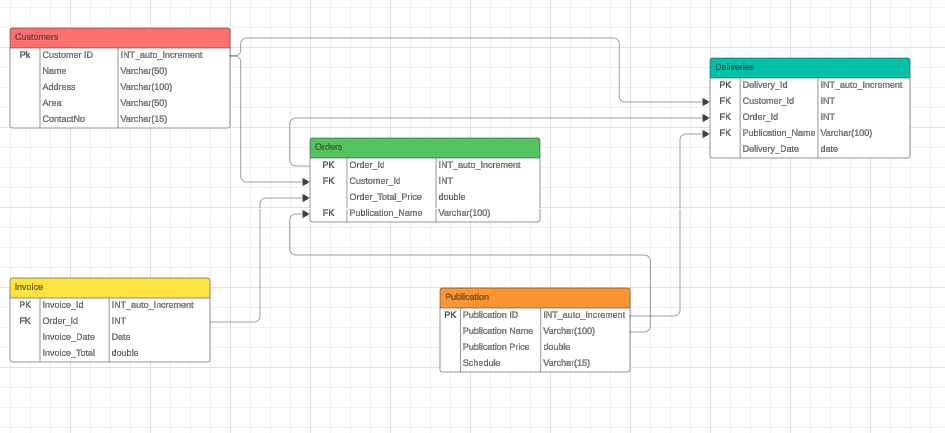 Customers
Pk Customer ID INT_auto_Increment
Name Varchar(50)
Address Varchar(100)
Area Varchar(50)
ContactNo Varchar(15)
Deliveries
PK Delivery_Id INT_auto_Increment
FK Customer_Id INT
FK Order_Id INT
FK Publication_Name Varchar(100)
Delivery_Date date
Orders
PK Order_Id INT_auto_Increment
FK Customer_Id INT
Order_Total_Price double
FK Publication_Name Varchar(100)
Invoice
PK Invoice_Id INT_auto_Increment
FK Order_Id INT
Invoice_Date Date
Invoice_Total double
Publication
PK Publication ID INT_auto_Increment
Publication Name Varchar(100)
Publication Price double
Schedule Varchar(15)